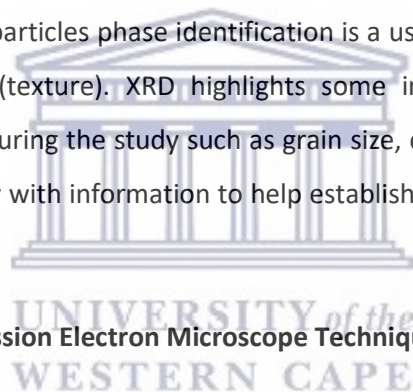 particles phase identification is a us
(texture). XRD highlights some i
uring the study such as grain size,
with information to help establish
UNIVERSITY of the
ssion Electron Microscope Techniqu
WESTERN CAPE